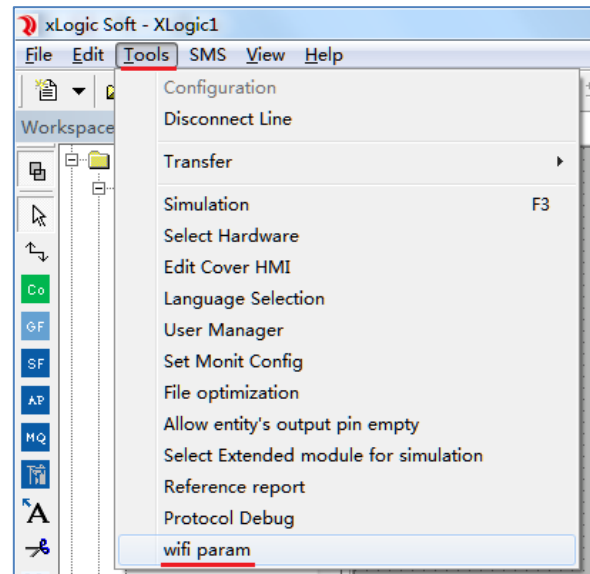 xLogic Soft - XLogic1
File Edit Tools SMS View Help
Configuration
Workspace
Disconnect Line
Transfer
Simulation F3
Select Hardware
Edit Cover HMI
Co
Language Selection
GF
User Manager
SF
Set Monit Config
File optimization
AP
Allow entity's output pin empty
MQ
Select Extended module for simulation
Reference report
A
Protocol Debug
wifi param